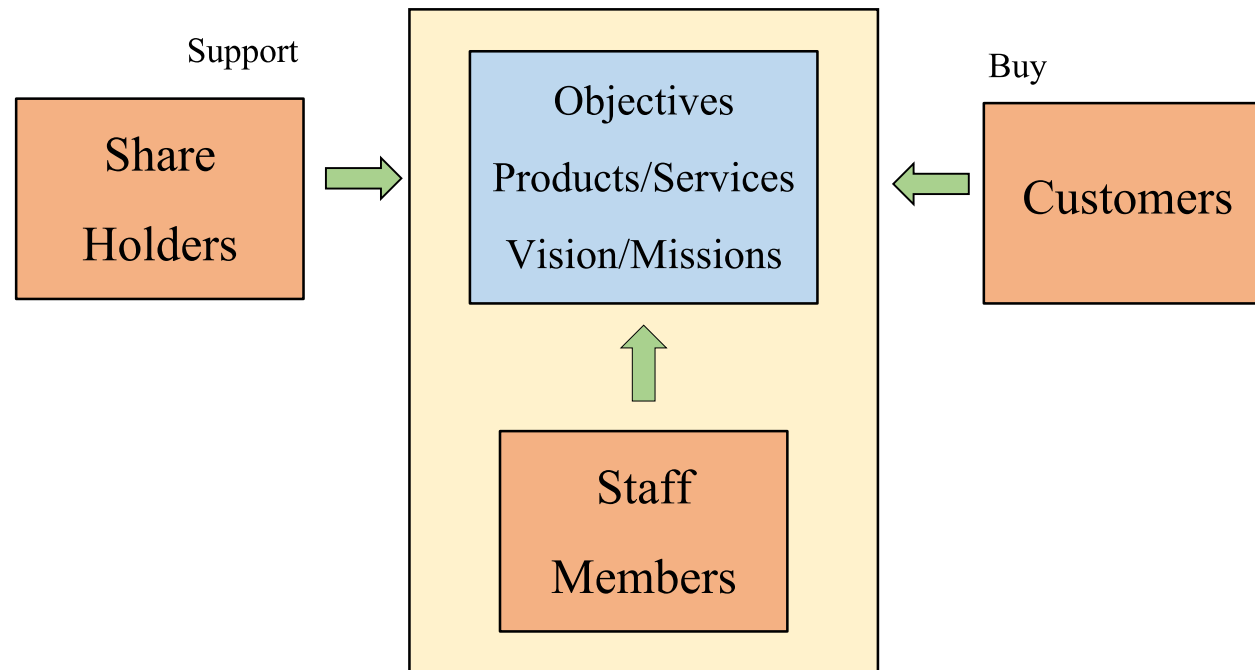 Support
Share
Holders
Objectives
Products/Services
Vision/Missions
Buy
Customers
Staff
Members